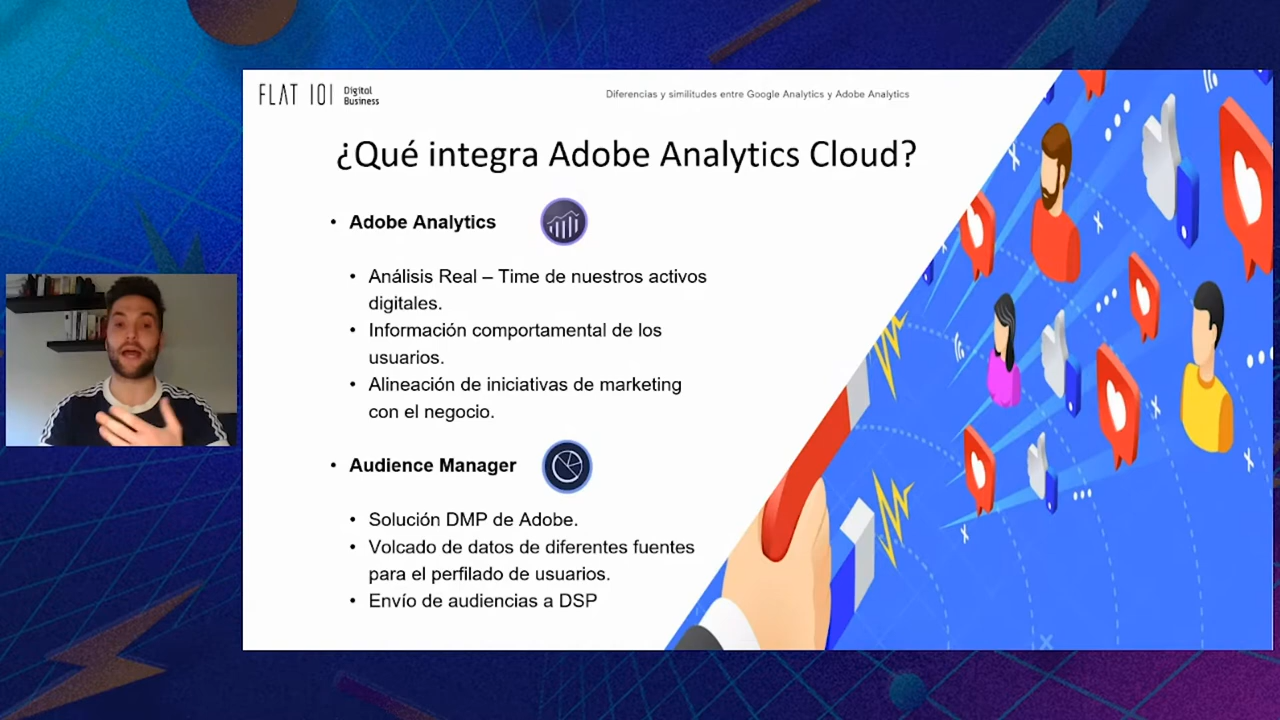 FLAT 101 Digital Business
Diferencias y similitudes entre Google Analytics y Adobe Analytics
¿Qué integra Adobe Analytics Cloud?
• Adobe Analytics
• Análisis Real – Time de nuestros activos
digitales.
• Información comportamental de los
usuarios.
• Alineación de iniciativas de marketing
con el negocio.
• Audience Manager
• Solución DMP de Adobe.
• Volcado de datos de diferentes fuentes
para el perfilado de usuarios.
• Envío de audiencias a DSP